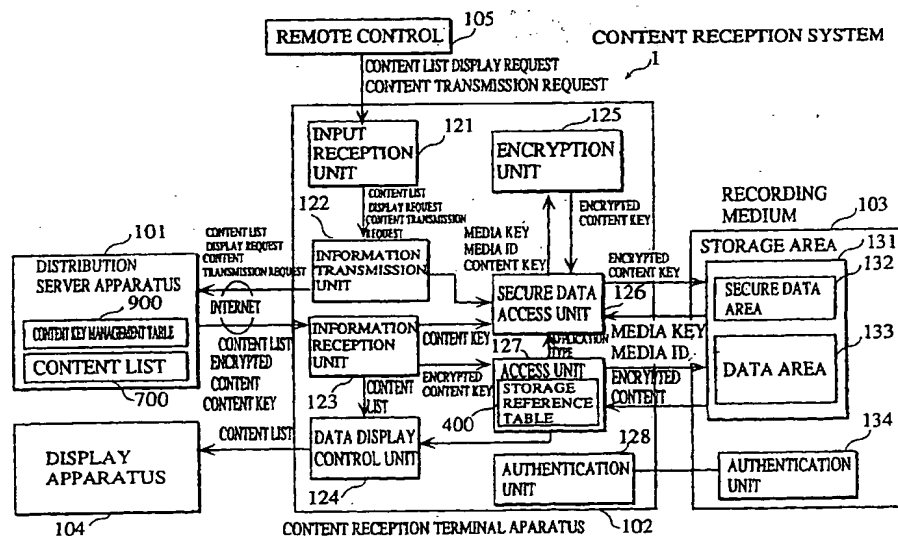 REMOTE CONTROL
105
CONTENT RECEPTION SYSTEM
1
CONTENT LIST DISPLAY REQUEST
CONTENT TRANSMISSION REQUEST
INPUT
RECEPTION
UNIT
121
125
ENCRYPTION
UNIT
122
CONTENT LIST
DISPLAY REQUEST
CONTENT TRANSMISSION
REQUEST
MEDIA KEY
MEDIA ID
CONTENT KEY
ENCRYPTED
CONTENT KEY
RECORDING
MEDIUM
103
101
CONTENT LIST
DISPLAY REQUEST
CONTENT
TRANSMISSION REQUEST
INFORMATION
TRANSMISSION
UNIT
ENCRYPTED
CONTENT KEY
STORAGE AREA
131
132
DISTRIBUTION
SERVER APPARATUS
900
CONTENT KEY MANAGEMENT TABLE
CONTENT LIST
700
INTERNET
CONTENT LIST
ENCRYPTED
CONTENT
CONTENT KEY
INFORMATION
RECEPTION
UNIT
123
CONTENT KEY
SECURE DATA
ACCESS UNIT
126
SECURE DATA
AREA
133
127
APPLICATION
TYPE
MEDIA KEY
MEDIA ID
ENCRYPTED
CONTENT KEY
ACCESS UNIT
STORAGE
REFERENCE
TABLE
400
ENCRYPTED
CONTENT
DATA AREA
CONTENT
LIST
CONTENT LIST
DATA DISPLAY
CONTROL UNIT
124
128
134
DISPLAY
APPARATUS
104
AUTHENTICATION
UNIT
AUTHENTICATION
UNIT
CONTENT RECEPTION TERMINAL APARATUS
102